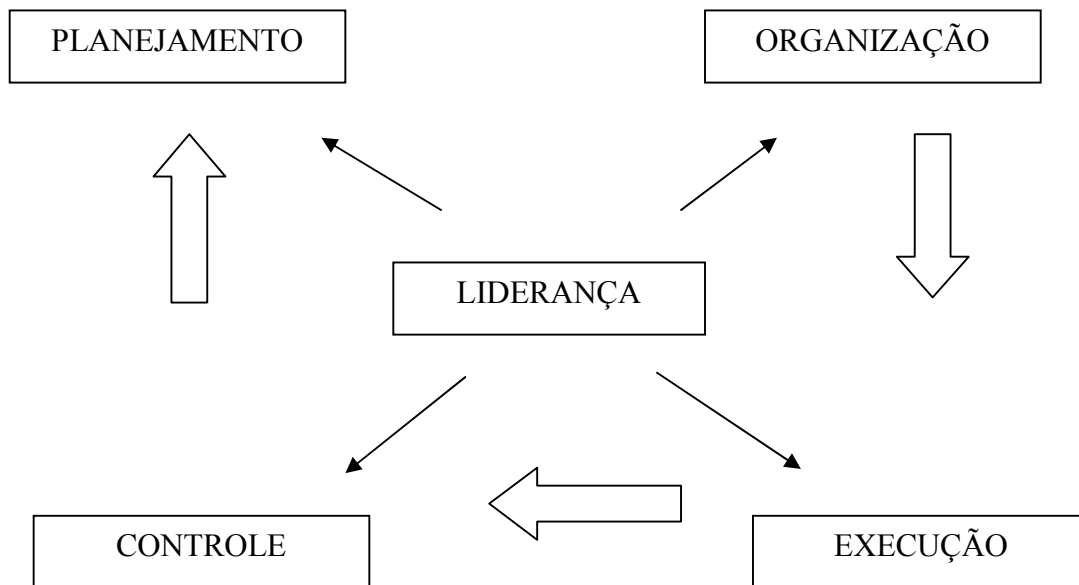 PLANEJAMENTO
ORGANIZAÇÃO
LIDERANÇA
CONTROLE
EXECUÇÃO